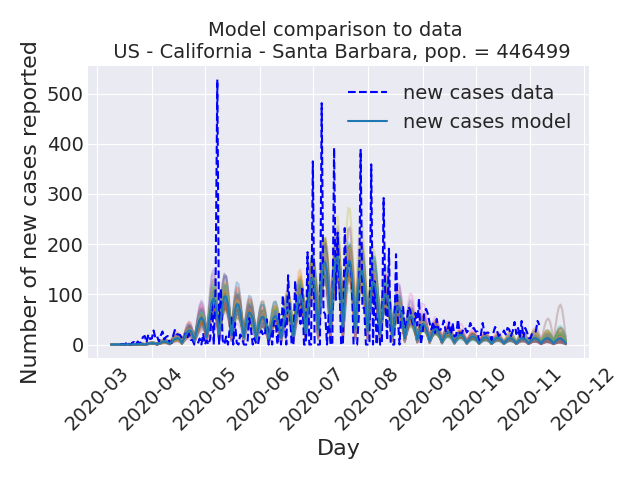 Model comparison to data
US - California - Santa Barbara, pop. = 446499
Number of new cases reported
500
400
300
200
100
0
new cases data
new cases model
2020-03
2020-04
2020-05
2020-06
2020-07
2020-08
2020-09
2020-10
2020-11
2020-12
Day